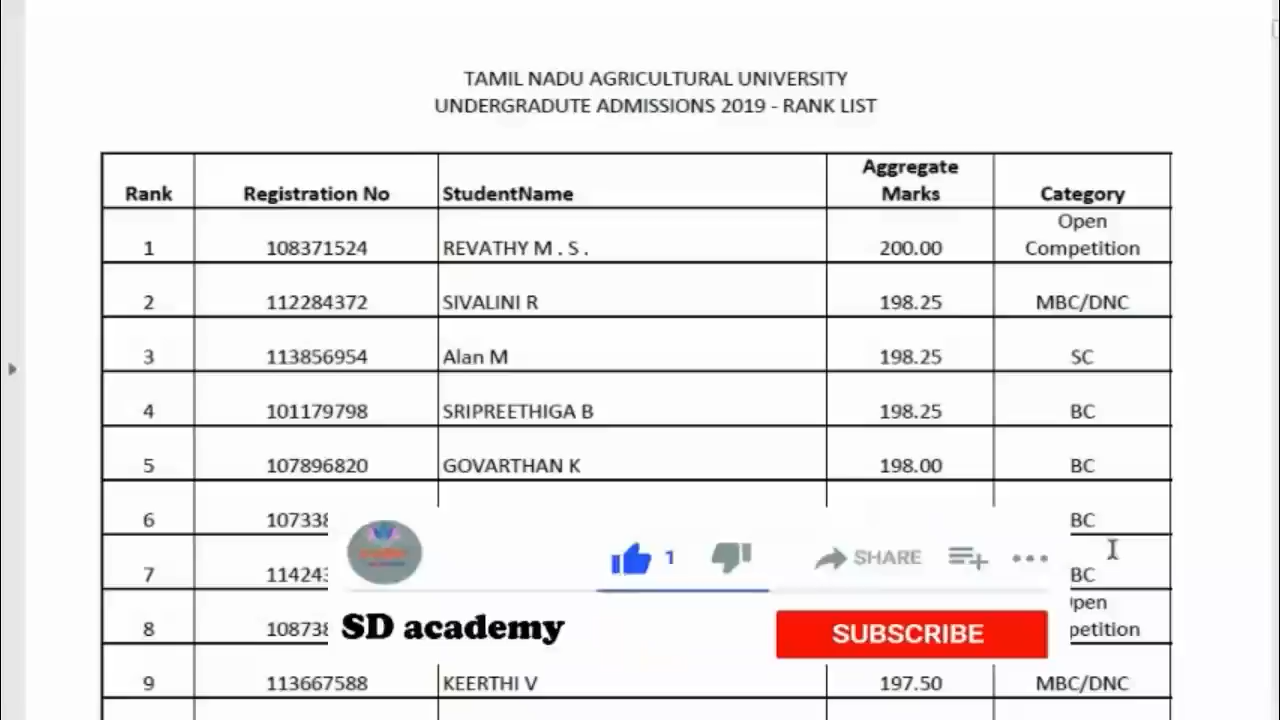 TAMIL NADU AGRICULTURAL UNIVERSITY
UNDERGRADUTE ADMISSIONS 2019 - RANK LIST
Rank Registration No StudentName Aggregate Marks Category
1 108371524 REVATHY M . S . 200.00 Open Competition
2 112284372 SIVALINI R 198.25 MBC/DNC
3 113856954 Alan M 198.25 SC
4 101179798 SRIPREETHIGA B 198.25 BC
5 107896820 GOVARTHAN K 198.00 BC
6 BC
7 BC
8
1 SHARE
SD academy SUBSCRIBE
9 113667588 KEERTHI V 197.50 MBC/DNC